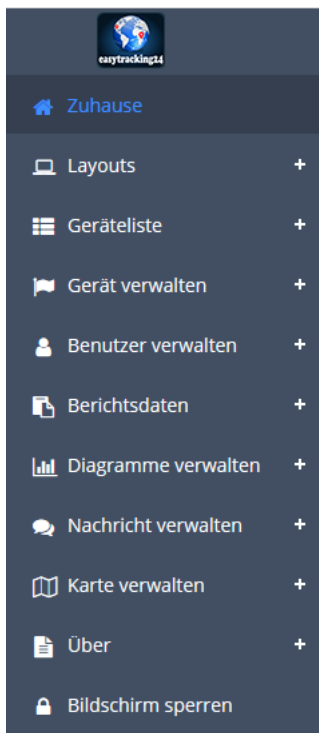 easytracking24
Zuhause
Layouts +
Geräteliste +
Gerät verwalten +
Benutzer verwalten +
Berichtsdaten +
Diagramme verwalten +
Nachricht verwalten +
Karte verwalten +
Über +
Bildschirm sperren